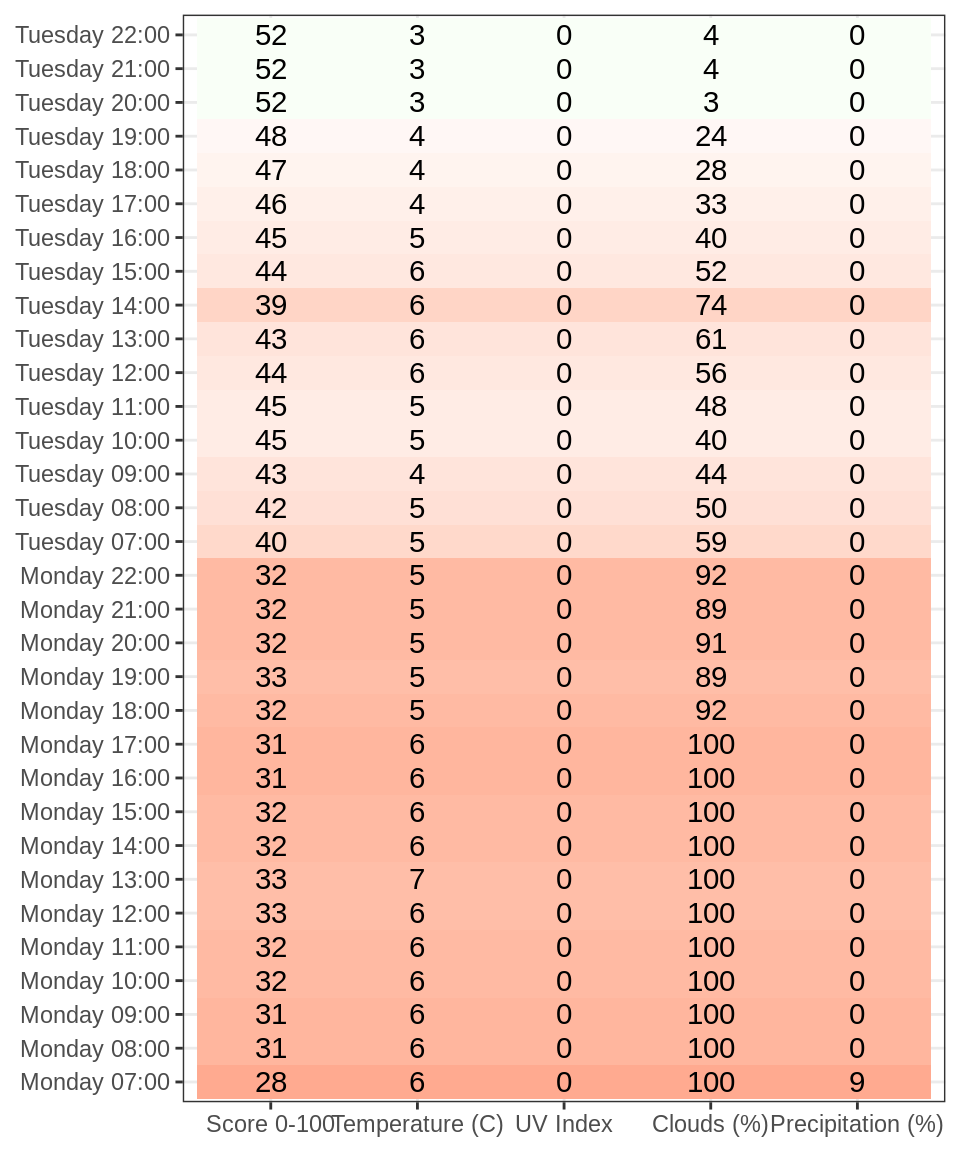 Tuesday 22:00 52 3 0 4 0
Tuesday 21:00 52 3 0 4 0
Tuesday 20:00 52 3 0 3 0
Tuesday 19:00 48 4 0 24 0
Tuesday 18:00 47 4 0 28 0
Tuesday 17:00 46 4 0 33 0
Tuesday 16:00 45 5 0 40 0
Tuesday 15:00 44 6 0 52 0
Tuesday 14:00 39 6 0 74 0
Tuesday 13:00 43 6 0 61 0
Tuesday 12:00 44 6 0 56 0
Tuesday 11:00 45 5 0 48 0
Tuesday 10:00 45 5 0 40 0
Tuesday 09:00 43 4 0 44 0
Tuesday 08:00 42 5 0 50 0
Tuesday 07:00 40 5 0 59 0
Monday 22:00 32 5 0 92 0
Monday 21:00 32 5 0 89 0
Monday 20:00 32 5 0 91 0
Monday 19:00 33 5 0 89 0
Monday 18:00 32 5 0 92 0
Monday 17:00 31 6 0 100 0
Monday 16:00 31 6 0 100 0
Monday 15:00 32 6 0 100 0
Monday 14:00 32 6 0 100 0
Monday 13:00 33 7 0 100 0
Monday 12:00 33 6 0 100 0
Monday 11:00 32 6 0 100 0
Monday 10:00 32 6 0 100 0
Monday 09:00 31 6 0 100 0
Monday 08:00 31 6 0 100 0
Monday 07:00 28 6 0 100 9
Score 0-100 Temperature (C) UV Index Clouds (%) Precipitation (%)